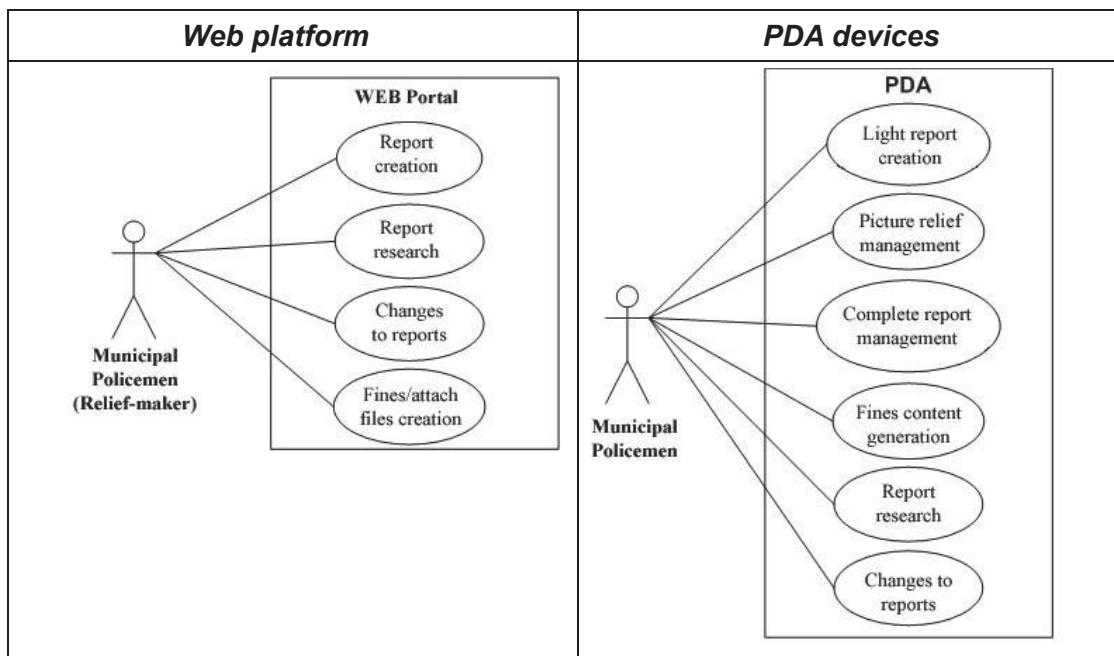 Web platform
PDA devices
WEB Portal
Report
creation
Report
research
Changes
to reports
Fines/attach
files creation
Municipal
Policemen
(Relief-maker)
PDA
Light report
creation
Picture relief
management
Complete report
management
Fines content
generation
Report
research
Changes to
reports
Municipal
Policemen